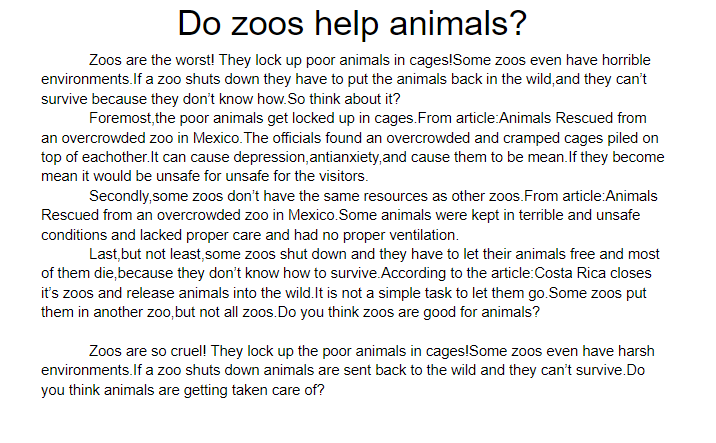 Do zoos help animals?
Zoos are the worst! They lock up poor animals in cages!Some zoos even have horrible
environments.If a zoo shuts down they have to put the animals back in the wild,and they can't
survive because they don't know how.So think about it?
Foremost,the poor animals get locked up in cages.From article:Animals Rescued from
an overcrowded zoo in Mexico.The officials found an overcrowded and cramped cages piled on
top of eachother.It can cause depression,antianxiety,and cause them to be mean.If they become
mean it would be unsafe for unsafe for the visitors.
Secondly,some zoos don't have the same resources as other zoos.From article:Animals
Rescued from an overcrowded zoo in Mexico.Some animals were kept in terrible and unsafe
conditions and lacked proper care and had no proper ventilation.
Last,but not least,some zoos shut down and they have to let their animals free and most
of them die,because they don't know how to survive.According to the article:Costa Rica closes
it's zoos and release animals into the wild.It is not a simple task to let them go.Some zoos put
them in another zoo,but not all zoos.Do you think zoos are good for animals?
Zoos are so cruel! They lock up the poor animals in cages!Some zoos even have harsh
environments.If a zoo shuts down animals are sent back to the wild and they can't survive.Do
you think animals are getting taken care of?